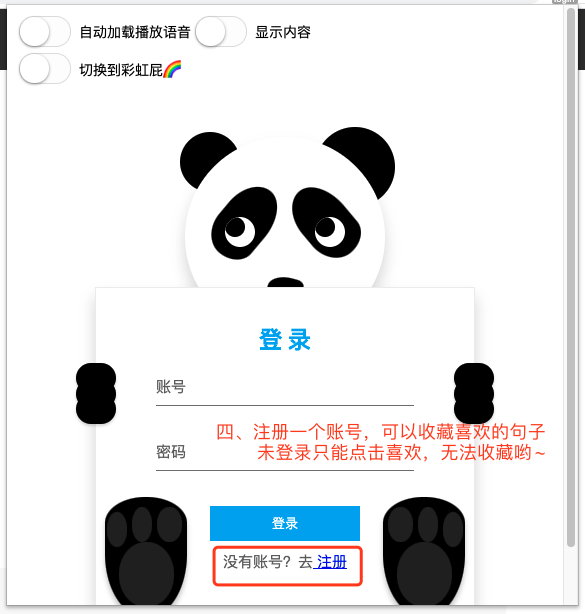 login
自动加载播放语音 显示内容
切换到彩虹屁🌈
登录
账号
四、注册一个账号，可以收藏喜欢的句子
密码 未登录只能点击喜欢，无法收藏哟~
登录
没有账号？去 注册